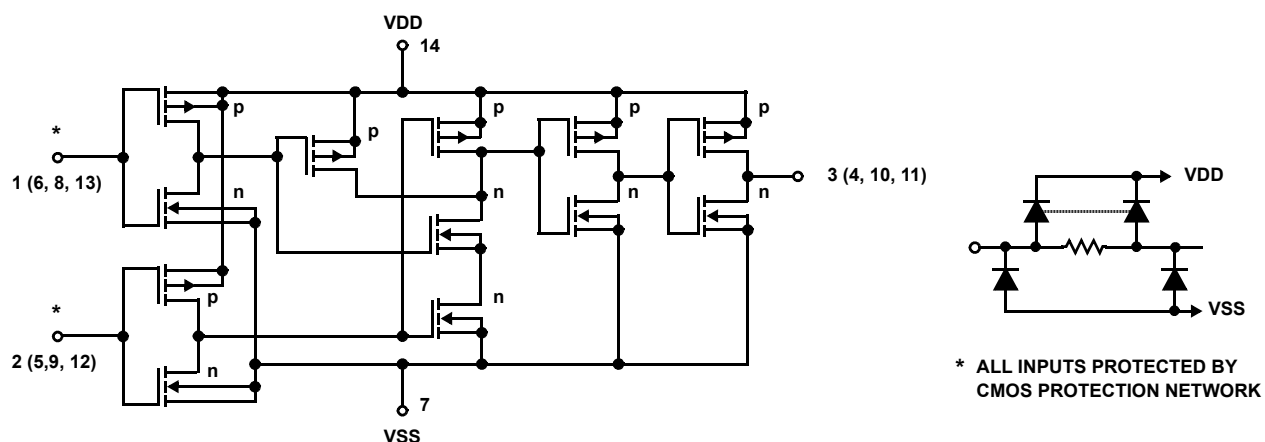 VDD
14
p
p
p
p
p
*
1 (6, 8, 13)
n
n
n
n
3 (4, 10, 11)
p
*
n
2 (5,9, 12)
n
7
VSS
VDD
VSS
* ALL INPUTS PROTECTED BY
CMOS PROTECTION NETWORK